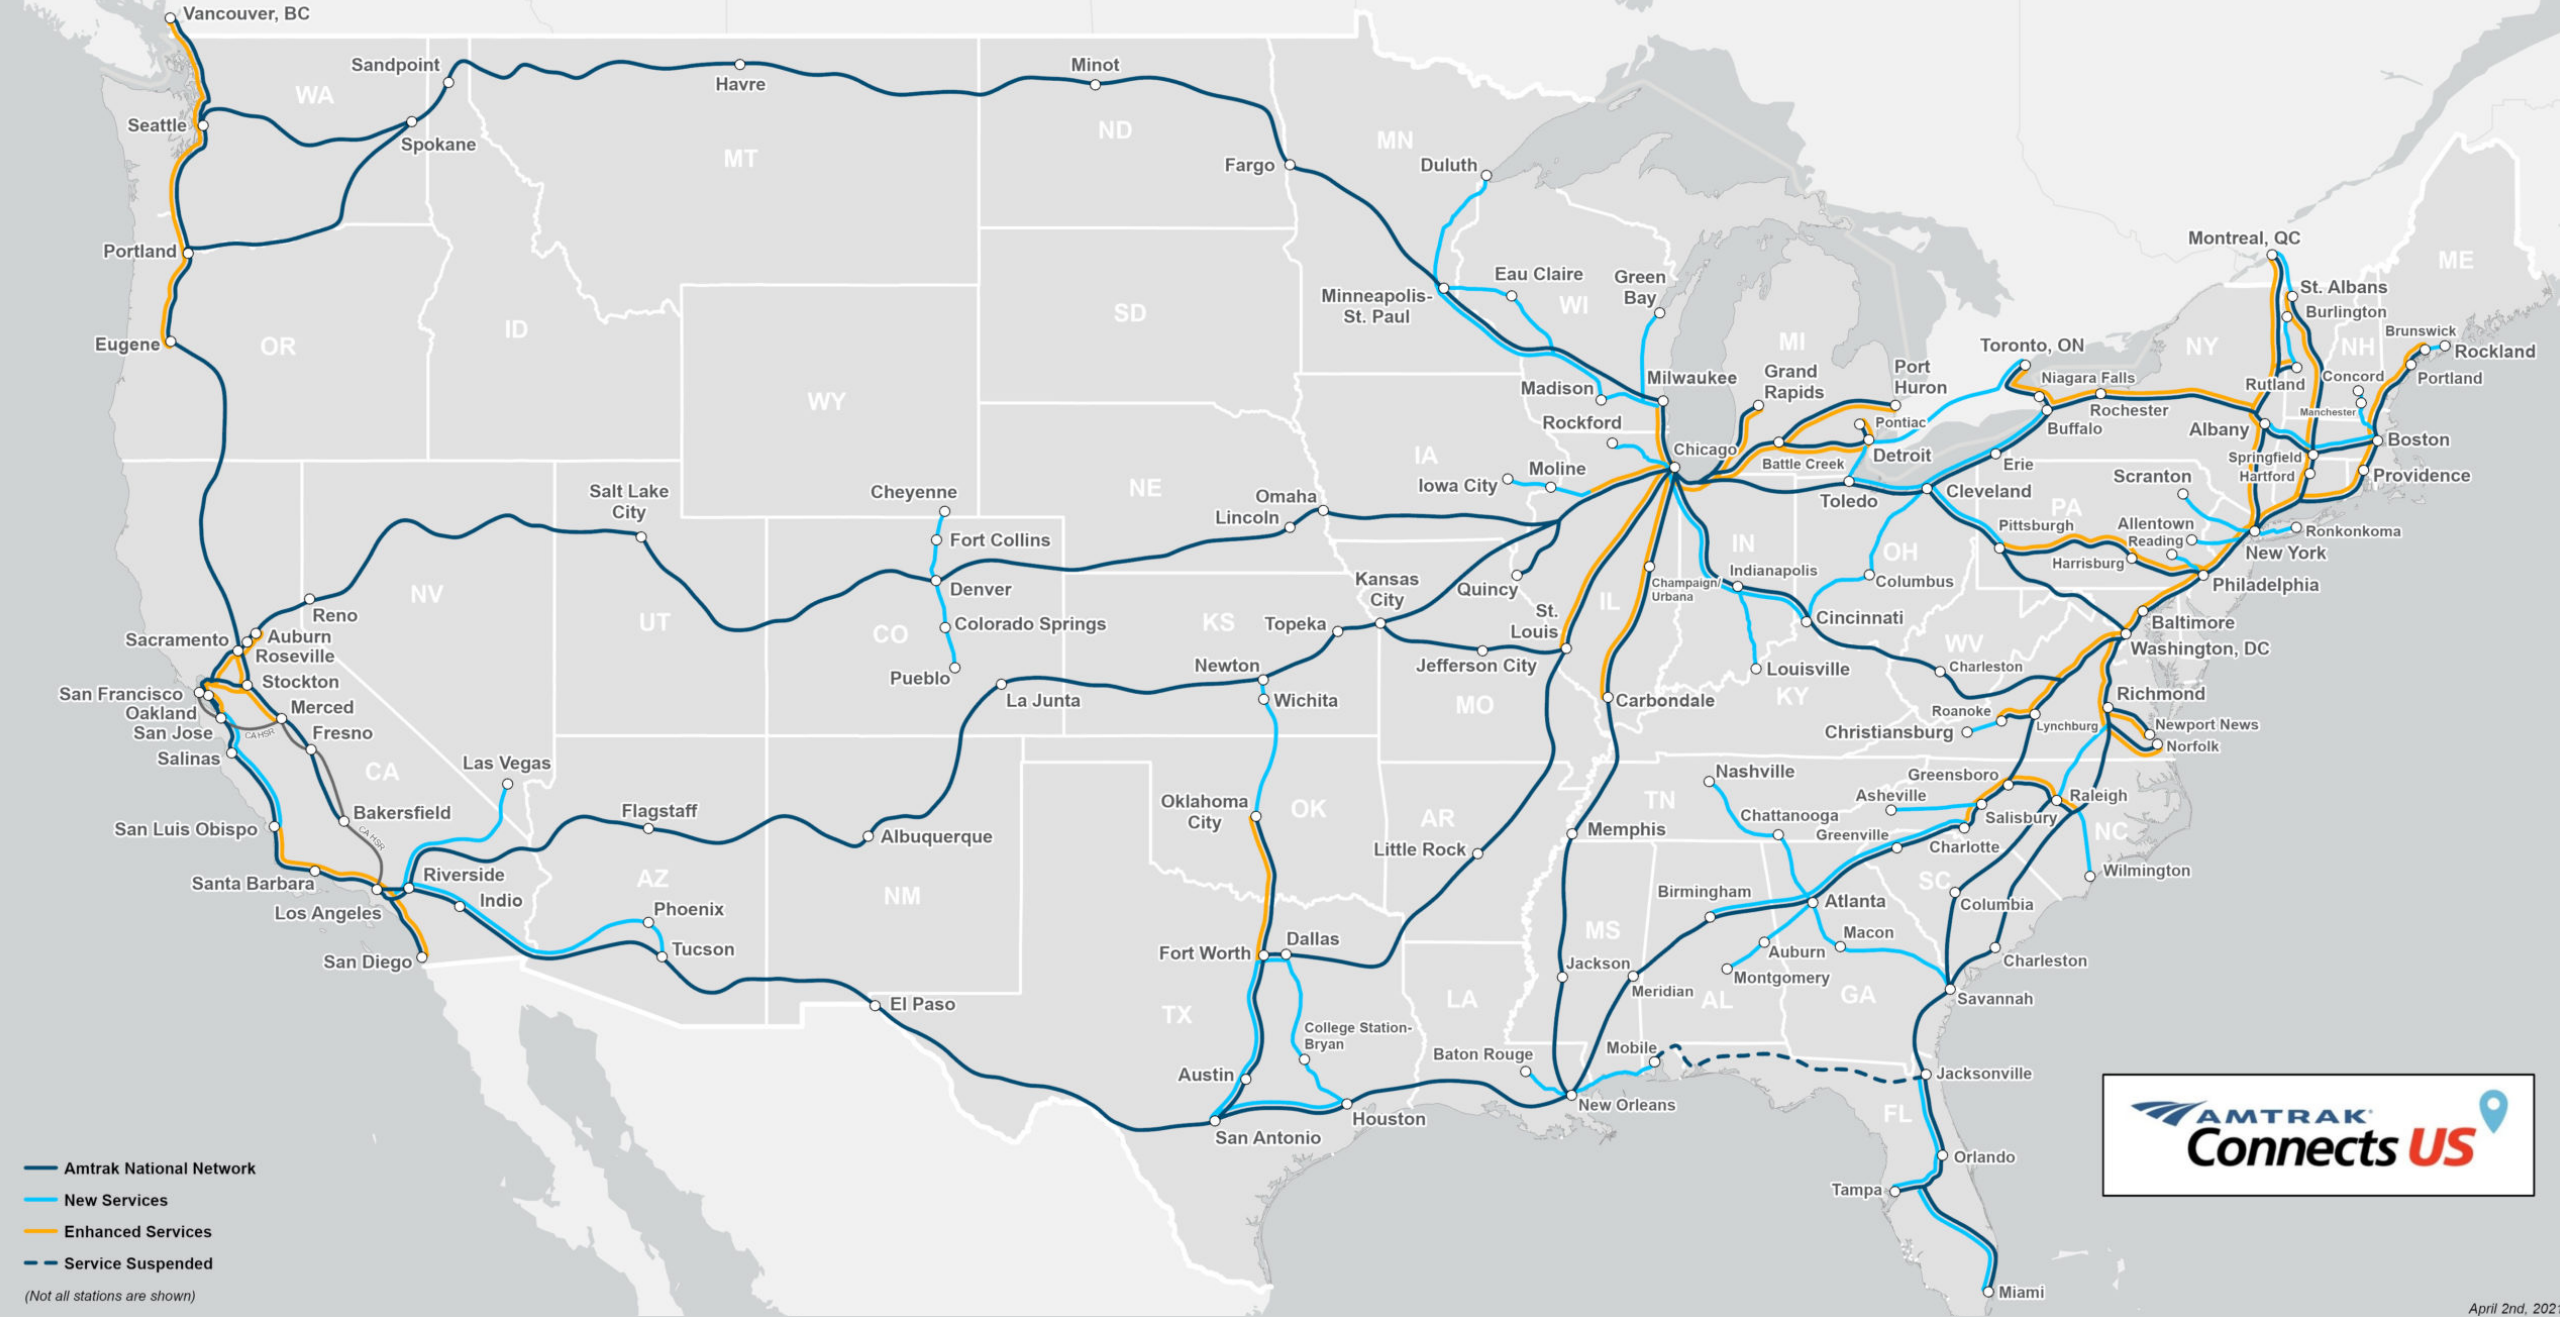 Vancouver, BC
Sandpoint
WA
Havre
Minot
Seattle
Spokane
MT
ND
MN
Fargo
Duluth
Portland
Montreal, QC
ME
Minneapolis-
St. Paul
Eau Claire
Green
Bay
WI
St. Albans
Burlington
Eugene
OR
ID
SD
MI
Brunswick
Rockland
Toronto, ON
NY
NH
Milwaukee
Grand
Rapids
Port
Huron
Niagara Falls
Rutland
Concord
Portland
Madison
WY
Rockford
Pontiac
Rochester
Manchester
Buffalo
Albany
Boston
IA
Chicago
Detroit
Battle Creek
Erie
Springfield
Moline
Iowa City
Hartford
Providence
Scranton
Salt Lake
City
Cheyenne
NE
Omaha
Lincoln
Toledo
Cleveland
PA
Pittsburgh
Allentown
Reading
Ronkonkoma
New York
Fort Collins
IN
OH
Harrisburg
Indianapolis
Columbus
Philadelphia
Denver
Kansas
City
Quincy
Champaign/
Urbana
IL
Reno
NV
UT
CO
Colorado Springs
KS
Topeka
St.
Louis
Cincinnati
Baltimore
Washington, DC
Sacramento
Auburn
Roseville
Jefferson City
WV
Charleston
Newton
Pueblo
Louisville
Stockton
San Francisco
Oakland
San Jose
Merced
Fresno
CA HSR
La Junta
Wichita
MO
Carbondale
KY
Richmond
Roanoke
Lynchburg
Newport News
Norfolk
Christiansburg
Salinas
CA
Las Vegas
Nashville
Greensboro
Asheville
Raleigh
TN
Bakersfield
CA HSR
Flagstaff
Oklahoma
City
OK
AR
Chattanooga
Greenville
Salisbury
NC
San Luis Obispo
Albuquerque
Little Rock
Memphis
Charlotte
Wilmington
Santa Barbara
Riverside
AZ
NM
SC
Birmingham
Atlanta
Columbia
Los Angeles
Indio
Phoenix
MS
Macon
San Diego
Tucson
Fort Worth
Dallas
Auburn
Charleston
Jackson
Meridian
Montgomery
AL
GA
Savannah
El Paso
TX
LA
College Station-
Bryan
Baton Rouge
Mobile
Austin
Jacksonville
New Orleans
Houston
San Antonio
FL
Orlando
Tampa
Miami
AMTRAK
Connects US
Amtrak National Network
New Services
Enhanced Services
Service Suspended
(Not all stations are shown)
April 2nd, 2021